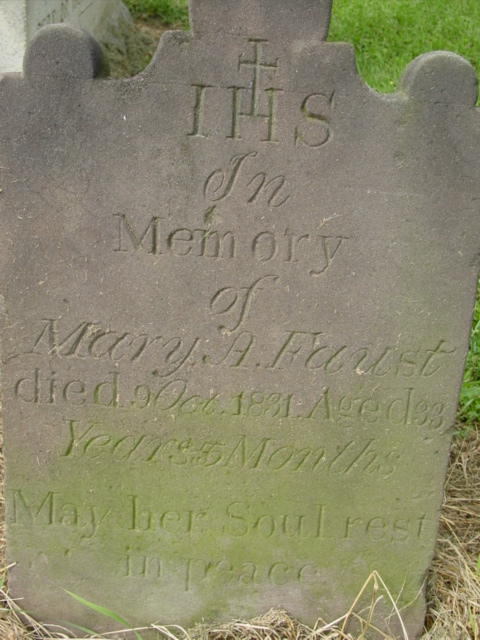 IHS
In
Memory
of
Mary. A. Faust
died. 9 Oct. 1831. Aged 33
Years 5 Months
May her Soul rest
in peace